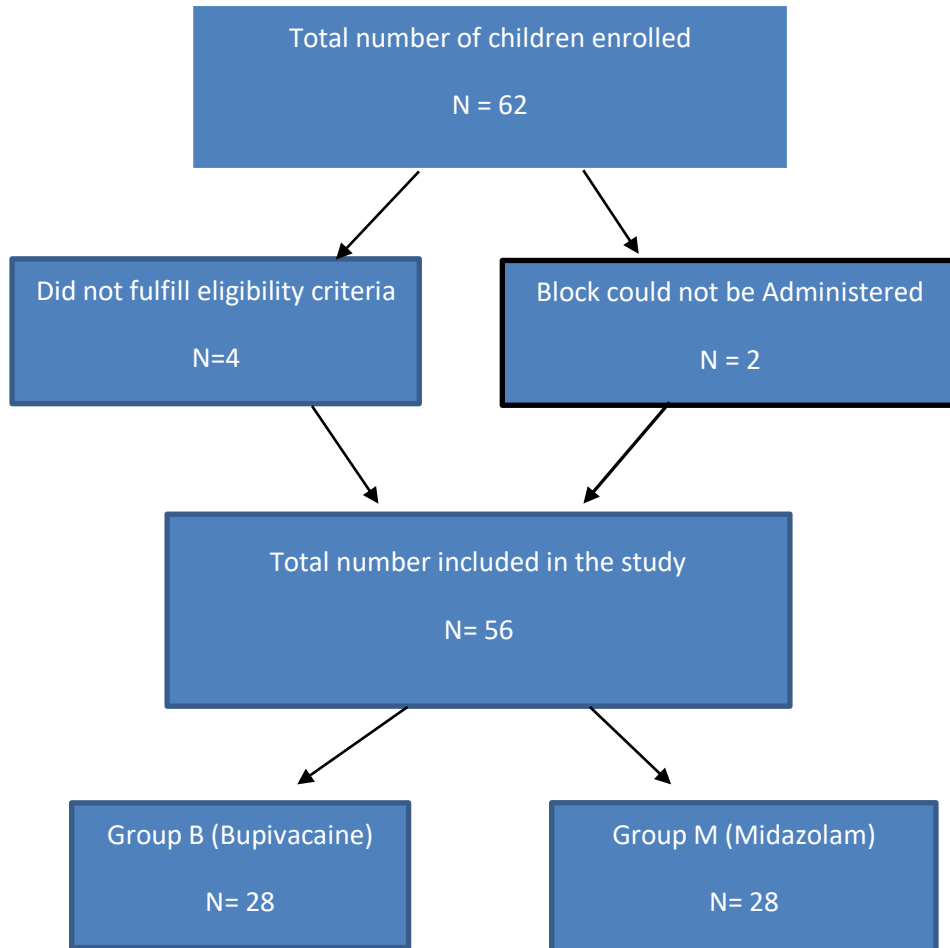 Total number of children enrolled
N = 62
Did not fulfill eligibility criteria
N=4
Block could not be Administered
N = 2
Total number included in the study
N= 56
Group B (Bupivacaine)
N= 28
Group M (Midazolam)
N= 28